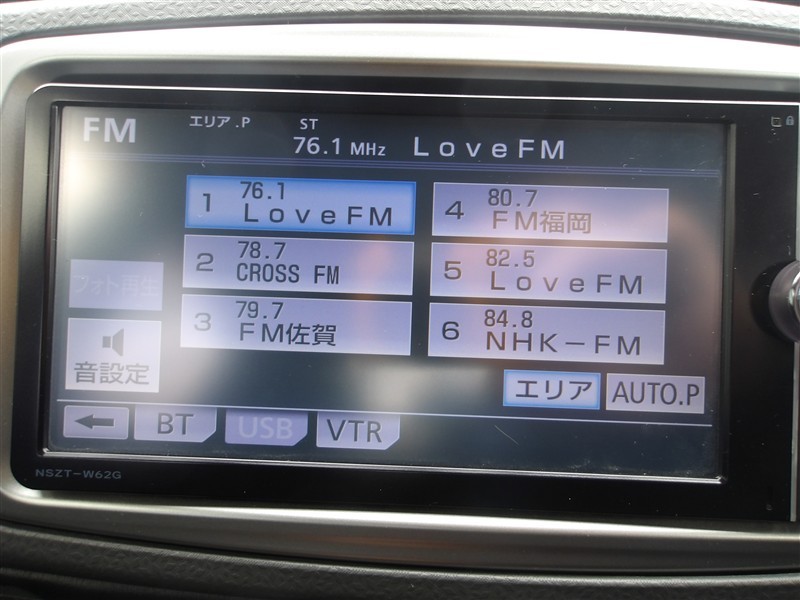 FM
エリア.P
ST
76.1 MHz
LoveFM
1 76.1 LoveFM
2 78.7 CROSS FM
3 79.7 FM佐賀
4 80.7 FM福岡
5 82.5 LoveFM
6 84.8 NHK-FM
フォト再生
音設定
エリア
AUTO.P
BT
USB
VTR
NSZT-W62G